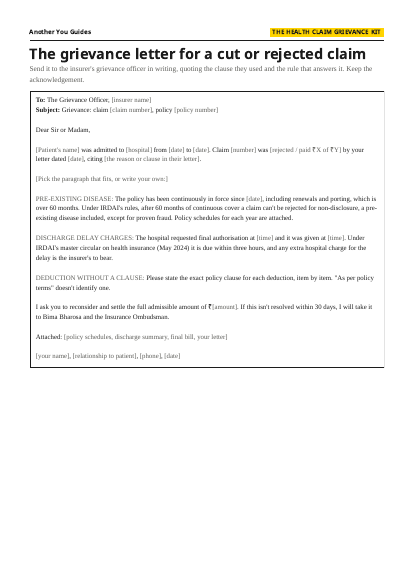 Another You Guides
THE HEALTH CLAIM GRIEVANCE KIT
The grievance letter for a cut or rejected claim
Send it to the insurer's grievance officer in writing, quoting the clause they used and the rule that answers it. Keep the
acknowledgement.
To: The Grievance Officer, [insurer name]
Subject: Grievance: claim [claim number], policy [policy number]
Dear Sir or Madam,
[Patient's name] was admitted to [hospital] from [date] to [date]. Claim [number] was [rejected / paid ₹X of ₹Y] by your
letter dated [date], citing [the reason or clause in their letter].
[Pick the paragraph that fits, or write your own:]
PRE-EXISTING DISEASE: The policy has been continuously in force since [date], including renewals and porting, which is
over 60 months. Under IRDAI's rules, after 60 months of continuous cover a claim can't be rejected for non-disclosure, a pre-
existing disease included, except for proven fraud. Policy schedules for each year are attached.
DISCHARGE DELAY CHARGES: The hospital requested final authorisation at [time] and it was given at [time]. Under
IRDAI's master circular on health insurance (May 2024) it is due within three hours, and any extra hospital charge for the
delay is the insurer's to bear.
DEDUCTION WITHOUT A CLAUSE: Please state the exact policy clause for each deduction, item by item. "As per policy
terms" doesn't identify one.
I ask you to reconsider and settle the full admissible amount of ₹[amount]. If this isn't resolved within 30 days, I will take it
to Bima Bharosa and the Insurance Ombudsman.
Attached: [policy schedules, discharge summary, final bill, your letter]
[your name], [relationship to patient], [phone], [date]